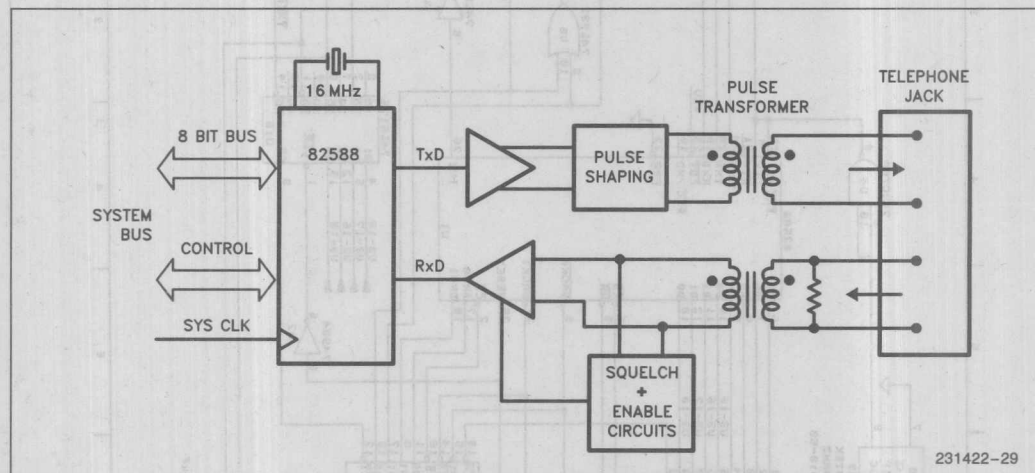 16 MHz
8 BIT BUS
82588
TxD
PULSE
SHAPING
PULSE
TRANSFORMER
TELEPHONE
JACK
SYSTEM
BUS
CONTROL
RxD
SYS CLK
SQUELCH
+
ENABLE
CIRCUITS
231422-29